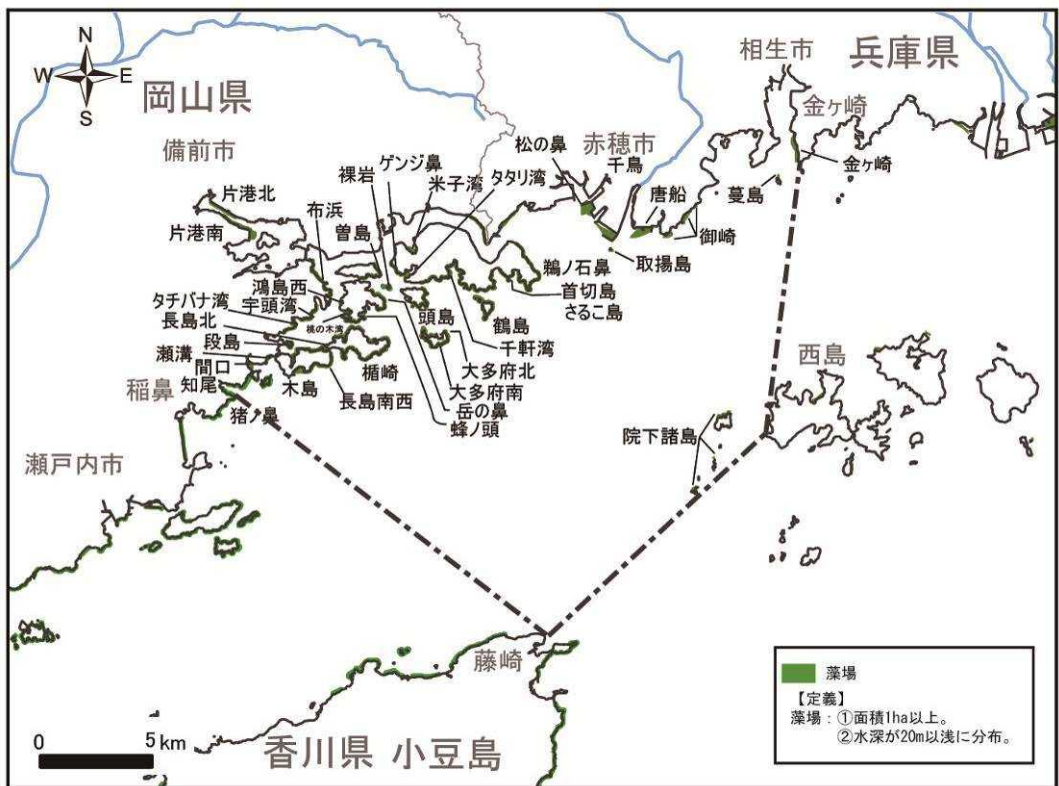 N
W E
S
岡山県
兵庫県
相生市
金ヶ崎
備前市
赤穂市
松の鼻
千鳥
ゲンジ鼻
裸岩
米子湾
タタリ湾
唐船
蔓島
金ヶ崎
片港北
布浜
曽島
御崎
片港南
取揚島
鵜ノ石鼻
鴻島西
首切島
タチバナ湾
宇頭湾
頭島
さるこ島
長島北
桃の木湾
鶴島
段島
千軒湾
西島
瀬溝
大多府北
間口
楯崎
大多府南
稲鼻
知尾
木島
長島南西
岳の鼻
猪ノ鼻
蜂ノ頭
院下諸島
瀬戸内市
藤崎
香川県 小豆島
0 5km
藻場
【定義】
藻場：①面積1ha以上。
②水深が20m以浅に分布。